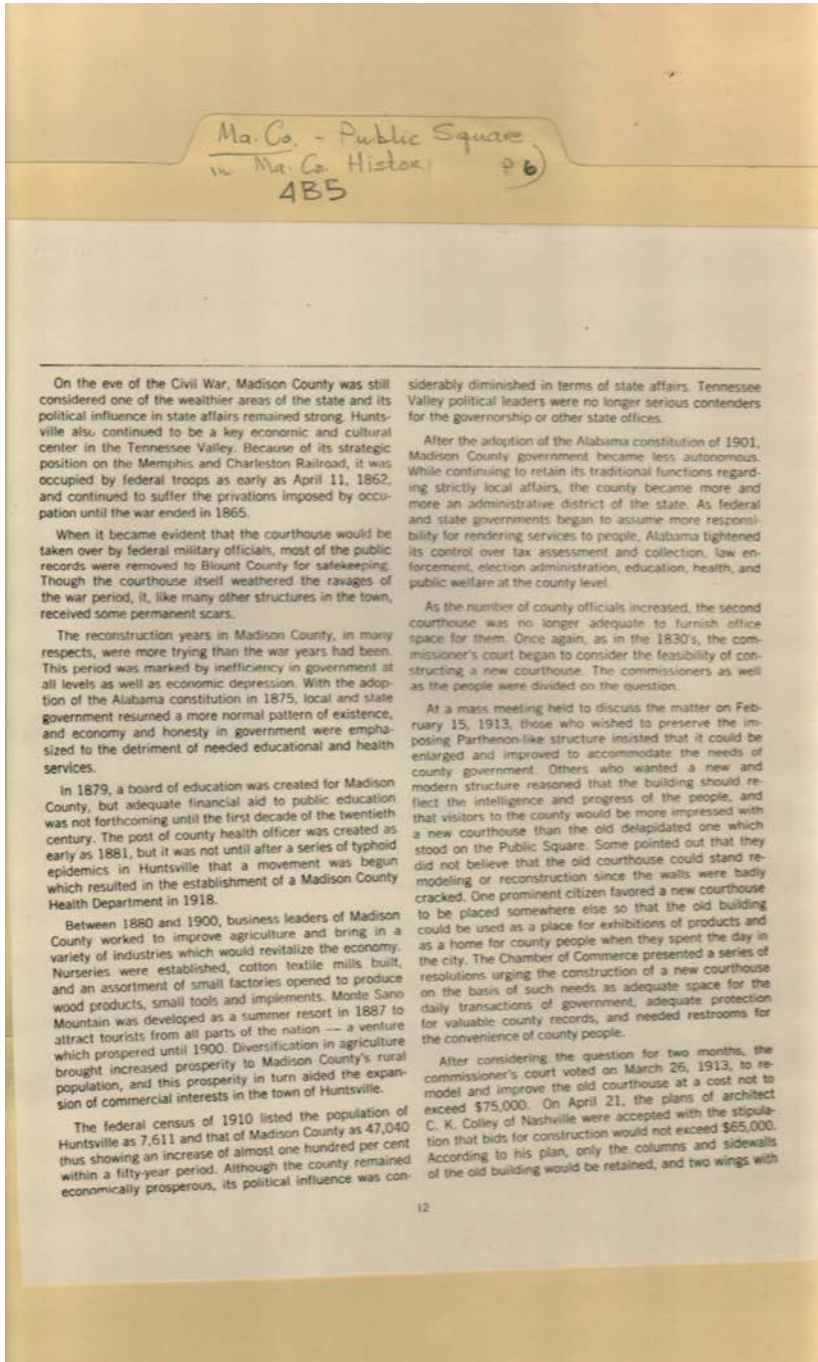 Ma. Co. - Public Square
in Ma. Co. Histor p 6)
4B5
On the eve of the Civil War, Madison County was still
considered one of the wealthier areas of the state and its
political influence in state affairs remained strong. Hunts-
ville also continued to be a key economic and cultural
center in the Tennessee Valley. Because of its strategic
position on the Memphis and Charleston Railroad, it was
occupied by federal troops as early as April 11, 1862,
and continued to suffer the privations imposed by occu-
pation until the war ended in 1865.
When it became evident that the courthouse would be
taken over by federal military officials, most of the public
records were removed to Blount County for safekeeping.
Though the courthouse itself weathered the ravages of
the war period, it, like many other structures in the town,
received some permanent scars.
The reconstruction years in Madison County, in many
respects, were more trying than the war years had been.
This period was marked by inefficiency in government at
all levels as well as economic depression. With the adop-
tion of the Alabama constitution in 1875, local and state
government resumed a more normal pattern of existence,
and economy and honesty in government were empha-
sized to the detriment of needed educational and health
services.
In 1879, a board of education was created for Madison
County, but adequate financial aid to public education
was not forthcoming until the first decade of the twentieth
century. The post of county health officer was created as
early as 1881, but it was not until after a series of typhoid
epidemics in Huntsville that a movement was begun
which resulted in the establishment of a Madison County
Health Department in 1918.
Between 1880 and 1900, business leaders of Madison
County worked to improve agriculture and bring in a
variety of industries which would revitalize the economy.
Nurseries were established, cotton textile mills built,
and an assortment of small factories opened to produce
wood products, small tools and implements. Monte Sano
Mountain was developed as a summer resort in 1887 to
attract tourists from all parts of the nation — a venture
which prospered until 1900. Diversification in agriculture
brought increased prosperity to Madison County's rural
population, and this prosperity in turn aided the expan-
sion of commercial interests in the town of Huntsville.
The federal census of 1910 listed the population of
Huntsville as 7,611 and that of Madison County as 47,040
thus showing an increase of almost one hundred per cent
within a fifty-year period. Although the county remained
economically prosperous, its political influence was con-
siderably diminished in terms of state affairs. Tennessee
Valley political leaders were no longer serious contenders
for the governorship or other state offices.
After the adoption of the Alabama constitution of 1901,
Madison County government became less autonomous.
While continuing to retain its traditional functions regard-
ing strictly local affairs, the county became more and
more an administrative district of the state. As federal
and state governments began to assume more responsi-
bility for rendering services to people, Alabama tightened
its control over tax assessment and collection, law en-
forcement, election administration, education, health, and
public welfare at the county level.
As the number of county officials increased, the second
courthouse was no longer adequate to furnish office
space for them. Once again, as in the 1830's, the com-
missioner's court began to consider the feasibility of con-
structing a new courthouse. The commissioners as well
as the people were divided on the question.
At a mass meeting held to discuss the matter on Feb-
ruary 15, 1913, those who wished to preserve the im-
posing Parthenon-like structure insisted that it could be
enlarged and improved to accommodate the needs of
county government. Others who wanted a new and
modern structure reasoned that the building should re-
flect the intelligence and progress of the people, and
that visitors to the county would be more impressed with
a new courthouse than the old delapidated one which
stood on the Public Square. Some pointed out that they
did not believe that the old courthouse could stand re-
modeling or reconstruction since the walls were badly
cracked. One prominent citizen favored a new courthouse
to be placed somewhere else so that the old building
could be used as a place for exhibitions of products and
as a home for county people when they spent the day in
the city. The Chamber of Commerce presented a series of
resolutions urging the construction of a new courthouse
on the basis of such needs as adequate space for the
daily transactions of government, adequate protection
for valuable county records, and needed restrooms for
the convenience of county people.
After considering the question for two months, the
commissioner's court voted on March 26, 1913, to re-
model and improve the old courthouse at a cost not to
exceed $75,000. On April 21, the plans of architect
C. K. Colley of Nashville were accepted with the stipula-
tion that bids for construction would not exceed $65,000.
According to his plan, only the columns and sidewalls
of the old building would be retained, and two wings with
12